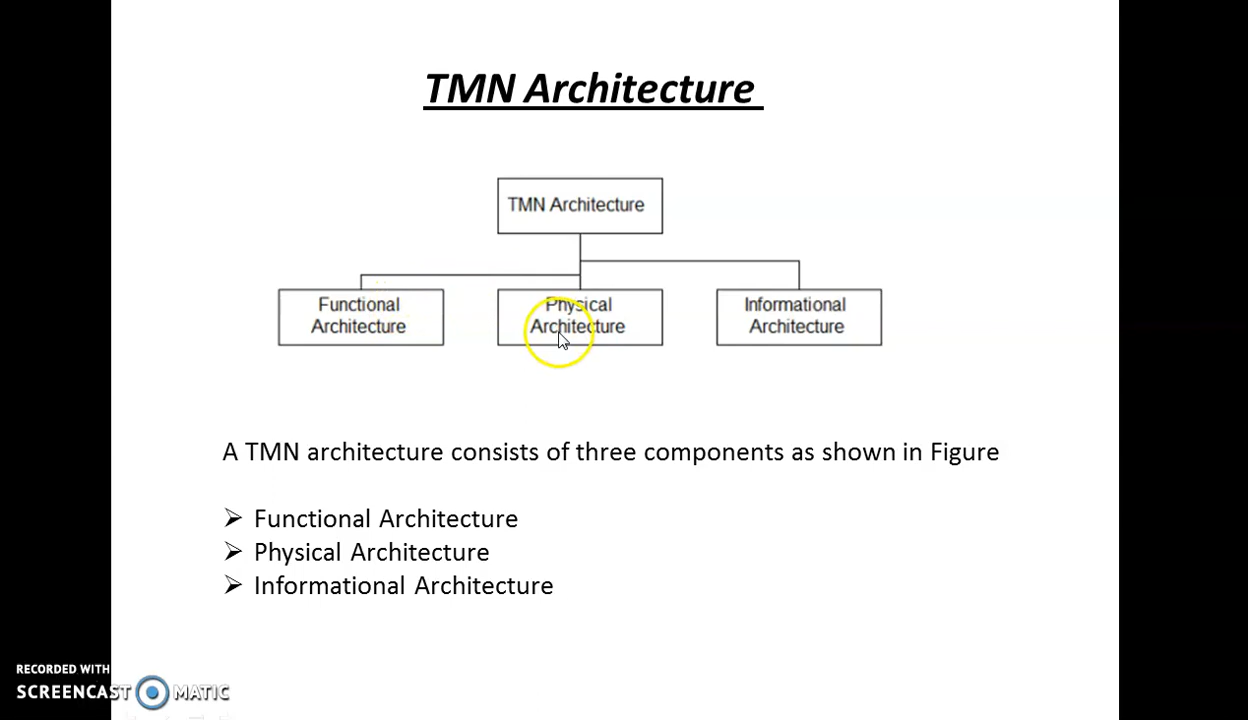 TMN Architecture
TMN Architecture
Functional
Architecture
Physical
Architecture
Informational
Architecture
A TMN architecture consists of three components as shown in Figure
Functional Architecture
Physical Architecture
Informational Architecture
RECORDED WITH
SCREENCAST MATIC